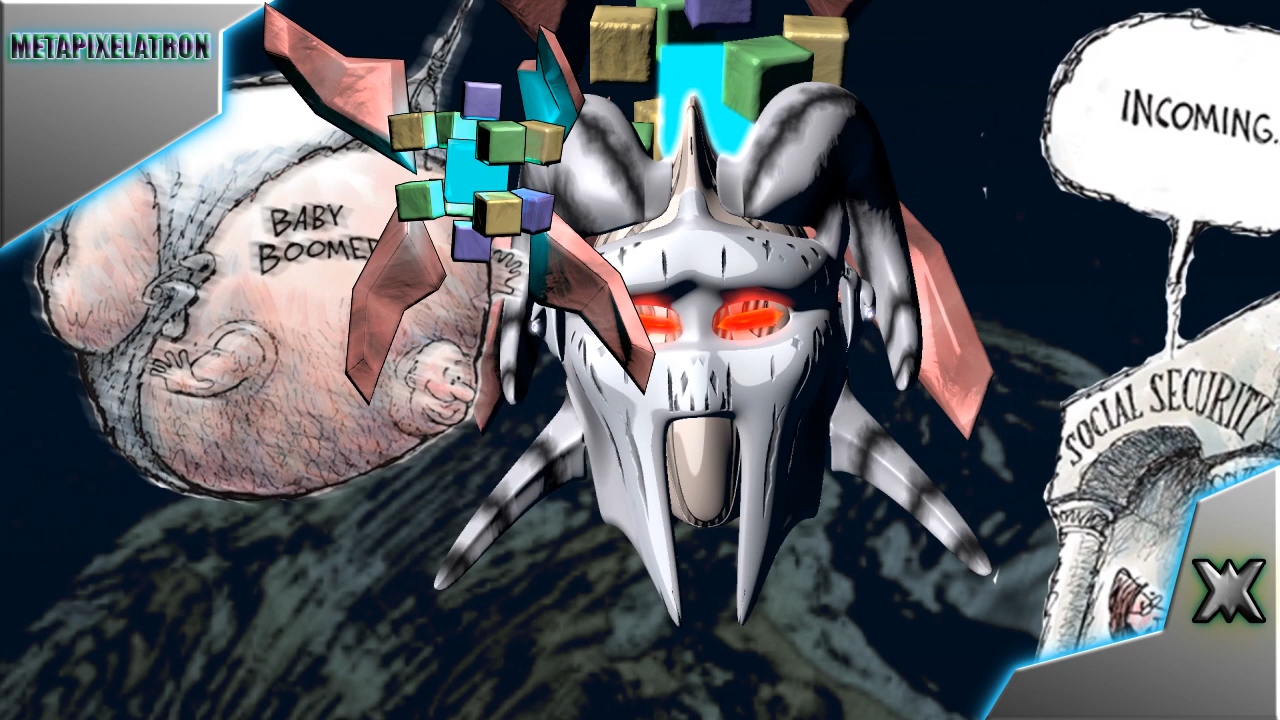 METAPIXELATRON
BABY
BOOMER
INCOMING.
SOCIAL SECURITY
X